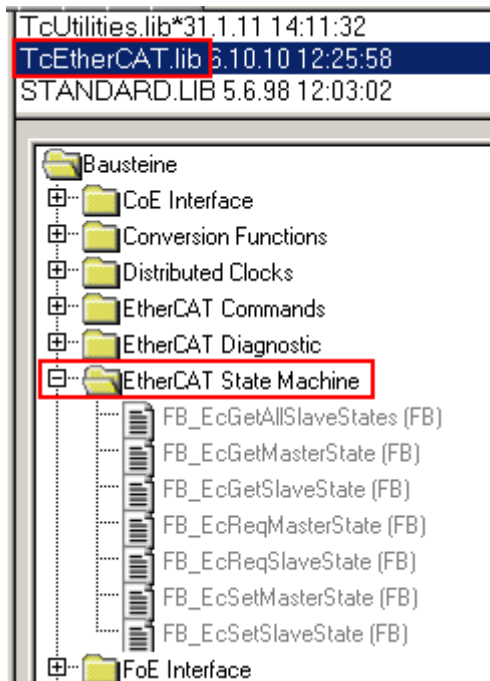 TcUtilities.lib*31.1.11 14:11:32
TcEtherCAT.lib 6.10.10 12:25:58
STANDARD.LIB 5.6.98 12:03:02
Bausteine
CoE Interface
Conversion Functions
Distributed Clocks
EtherCAT Commands
EtherCAT Diagnostic
EtherCAT State Machine
FB_EcGetAllSlaveStates (FB)
FB_EcGetMasterState (FB)
FB_EcGetSlaveState (FB)
FB_EcReqMasterState (FB)
FB_EcReqSlaveState (FB)
FB_EcSetMasterState (FB)
FB_EcSetSlaveState (FB)
FoE Interface